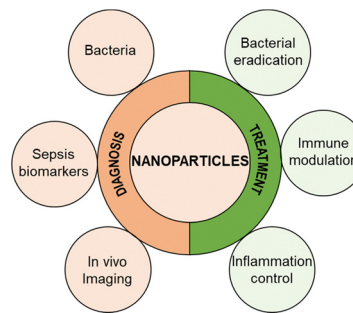 Bacteria
Bacterial
eradication
Sepsis
biomarkers
DIAGNOSIS
NANOPARTICLES
TREATMENT
Immune
modulation
In vivo
Imaging
Inflammation
control